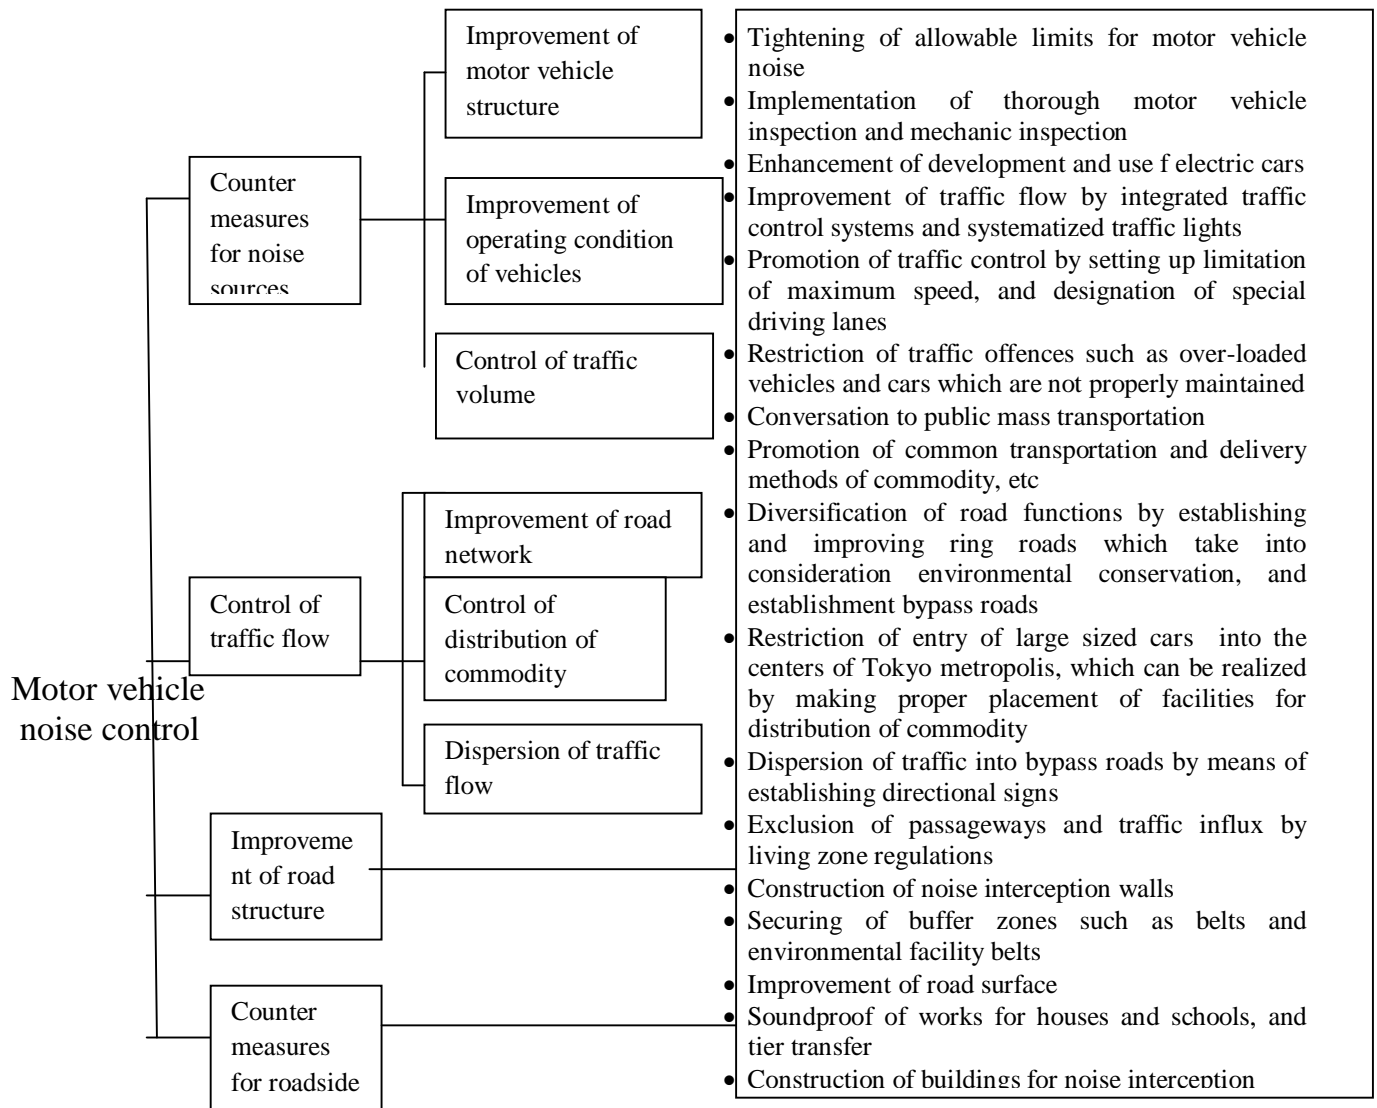 Motor vehicle
noise control
Counter
measures
for noise
sources
Improvement of
motor vehicle
structure
Improvement of
operating condition
of vehicles
Control of traffic
volume
Control of
traffic flow
Improvement of road
network
Control of
distribution of
commodity
Dispersion of traffic
flow
Improveme
nt of road
structure
Counter
measures
for roadside
• Tightening of allowable limits for motor vehicle
noise
• Implementation of thorough motor vehicle
inspection and mechanic inspection
• Enhancement of development and use f electric cars
• Improvement of traffic flow by integrated traffic
control systems and systematized traffic lights
• Promotion of traffic control by setting up limitation
of maximum speed, and designation of special
driving lanes
• Restriction of traffic offences such as over-loaded
vehicles and cars which are not properly maintained
• Conversation to public mass transportation
• Promotion of common transportation and delivery
methods of commodity, etc
• Diversification of road functions by establishing
and improving ring roads which take into
consideration environmental conservation, and
establishment bypass roads
• Restriction of entry of large sized cars into the
centers of Tokyo metropolis, which can be realized
by making proper placement of facilities for
distribution of commodity
• Dispersion of traffic into bypass roads by means of
establishing directional signs
• Exclusion of passageways and traffic influx by
living zone regulations
• Construction of noise interception walls
• Securing of buffer zones such as belts and
environmental facility belts
• Improvement of road surface
• Soundproof of works for houses and schools, and
tier transfer
• Construction of buildings for noise interception